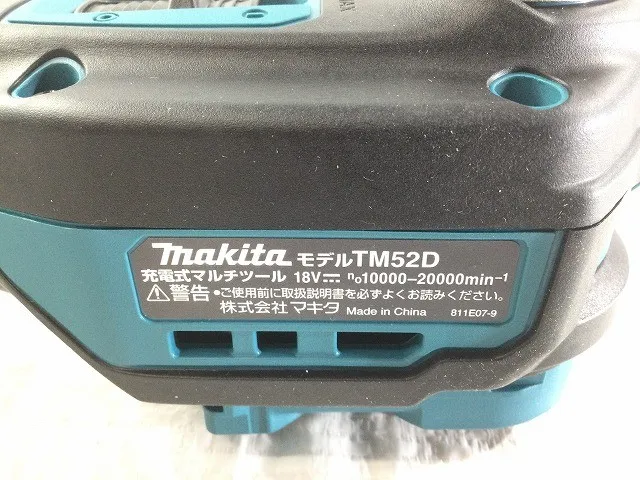 MAX
makita モデルTM52D
充電式マルチツール 18V⎓ n₀10000–20000min⁻¹
⚠警告 •ご使用前に取扱説明書を必ずよくお読みください。
株式会社マキタ Made in China 811E07-9